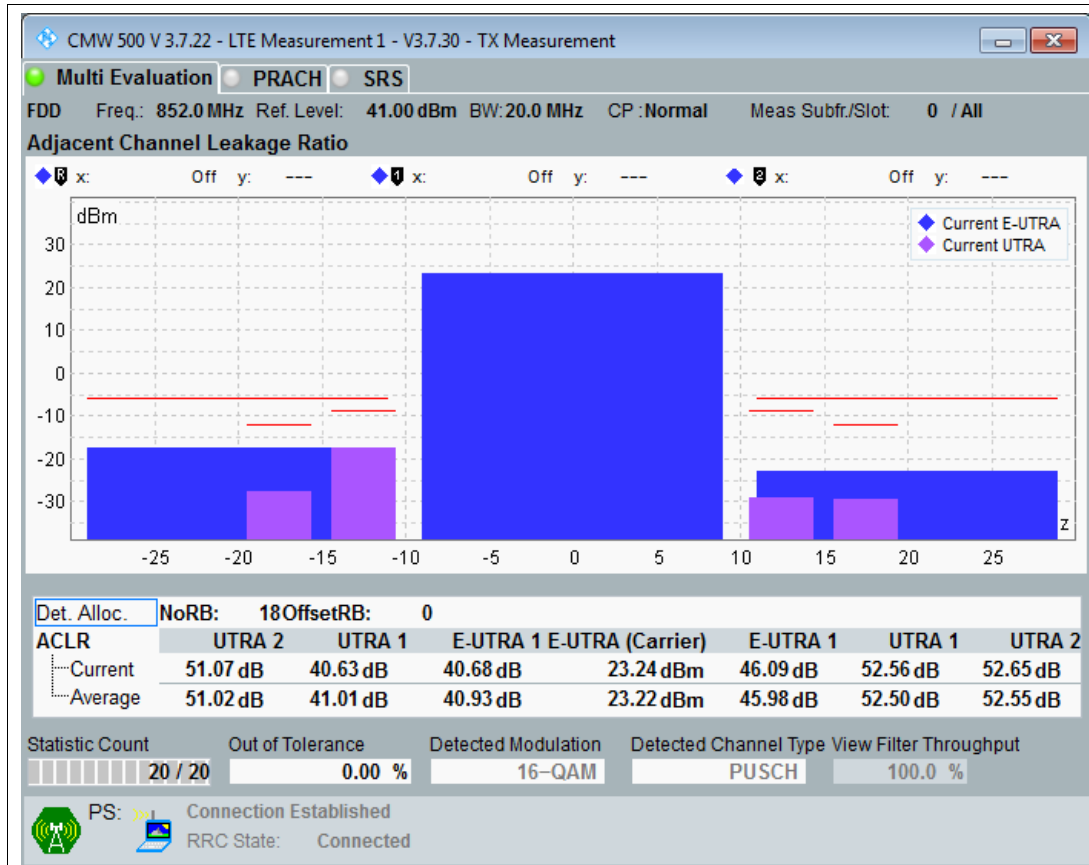 CMW 500 V 3.7.22 - LTE Measurement 1 - V3.7.30 - TX Measurement
Multi Evaluation PRACH SRS
FDD Freq.: 852.0 MHz Ref. Level: 41.00 dBm BW: 20.0 MHz CP : Normal Meas Subfr./Slot: 0 / All
Adjacent Channel Leakage Ratio
R x: Off y: --- 1 x: Off y: --- 2 x: Off y: ---
dBm
Current E-UTRA
Current UTRA
30
20
10
0
-10
-20
-30
z
-25 -20 -15 -10 -5 0 5 10 15 20 25
Det. Alloc. NoRB: 18 OffsetRB: 0
ACLR UTRA 2 UTRA 1 E-UTRA 1 E-UTRA (Carrier) E-UTRA 1 UTRA 1 UTRA 2
Current 51.07 dB 40.63 dB 40.68 dB 23.24 dBm 46.09 dB 52.56 dB 52.65 dB
Average 51.02 dB 41.01 dB 40.93 dB 23.22 dBm 45.98 dB 52.50 dB 52.55 dB
Statistic Count Out of Tolerance Detected Modulation Detected Channel Type View Filter Throughput
20 / 20 0.00 % 16-QAM PUSCH 100.0 %
PS: Connection Established
RRC State: Connected